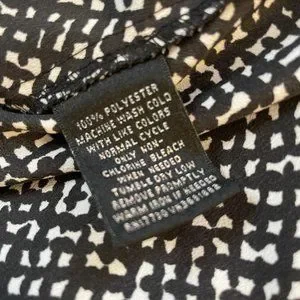 100% POLYESTER
MACHINE WASH COLD
WITH LIKE COLORS
NORMAL CYCLE
ONLY NON-
CHLORINE BLEACH
WHEN NEEDED
TUMBLE DRY LOW
REMOVE PROMPTLY
WARM IRON IF NEEDED